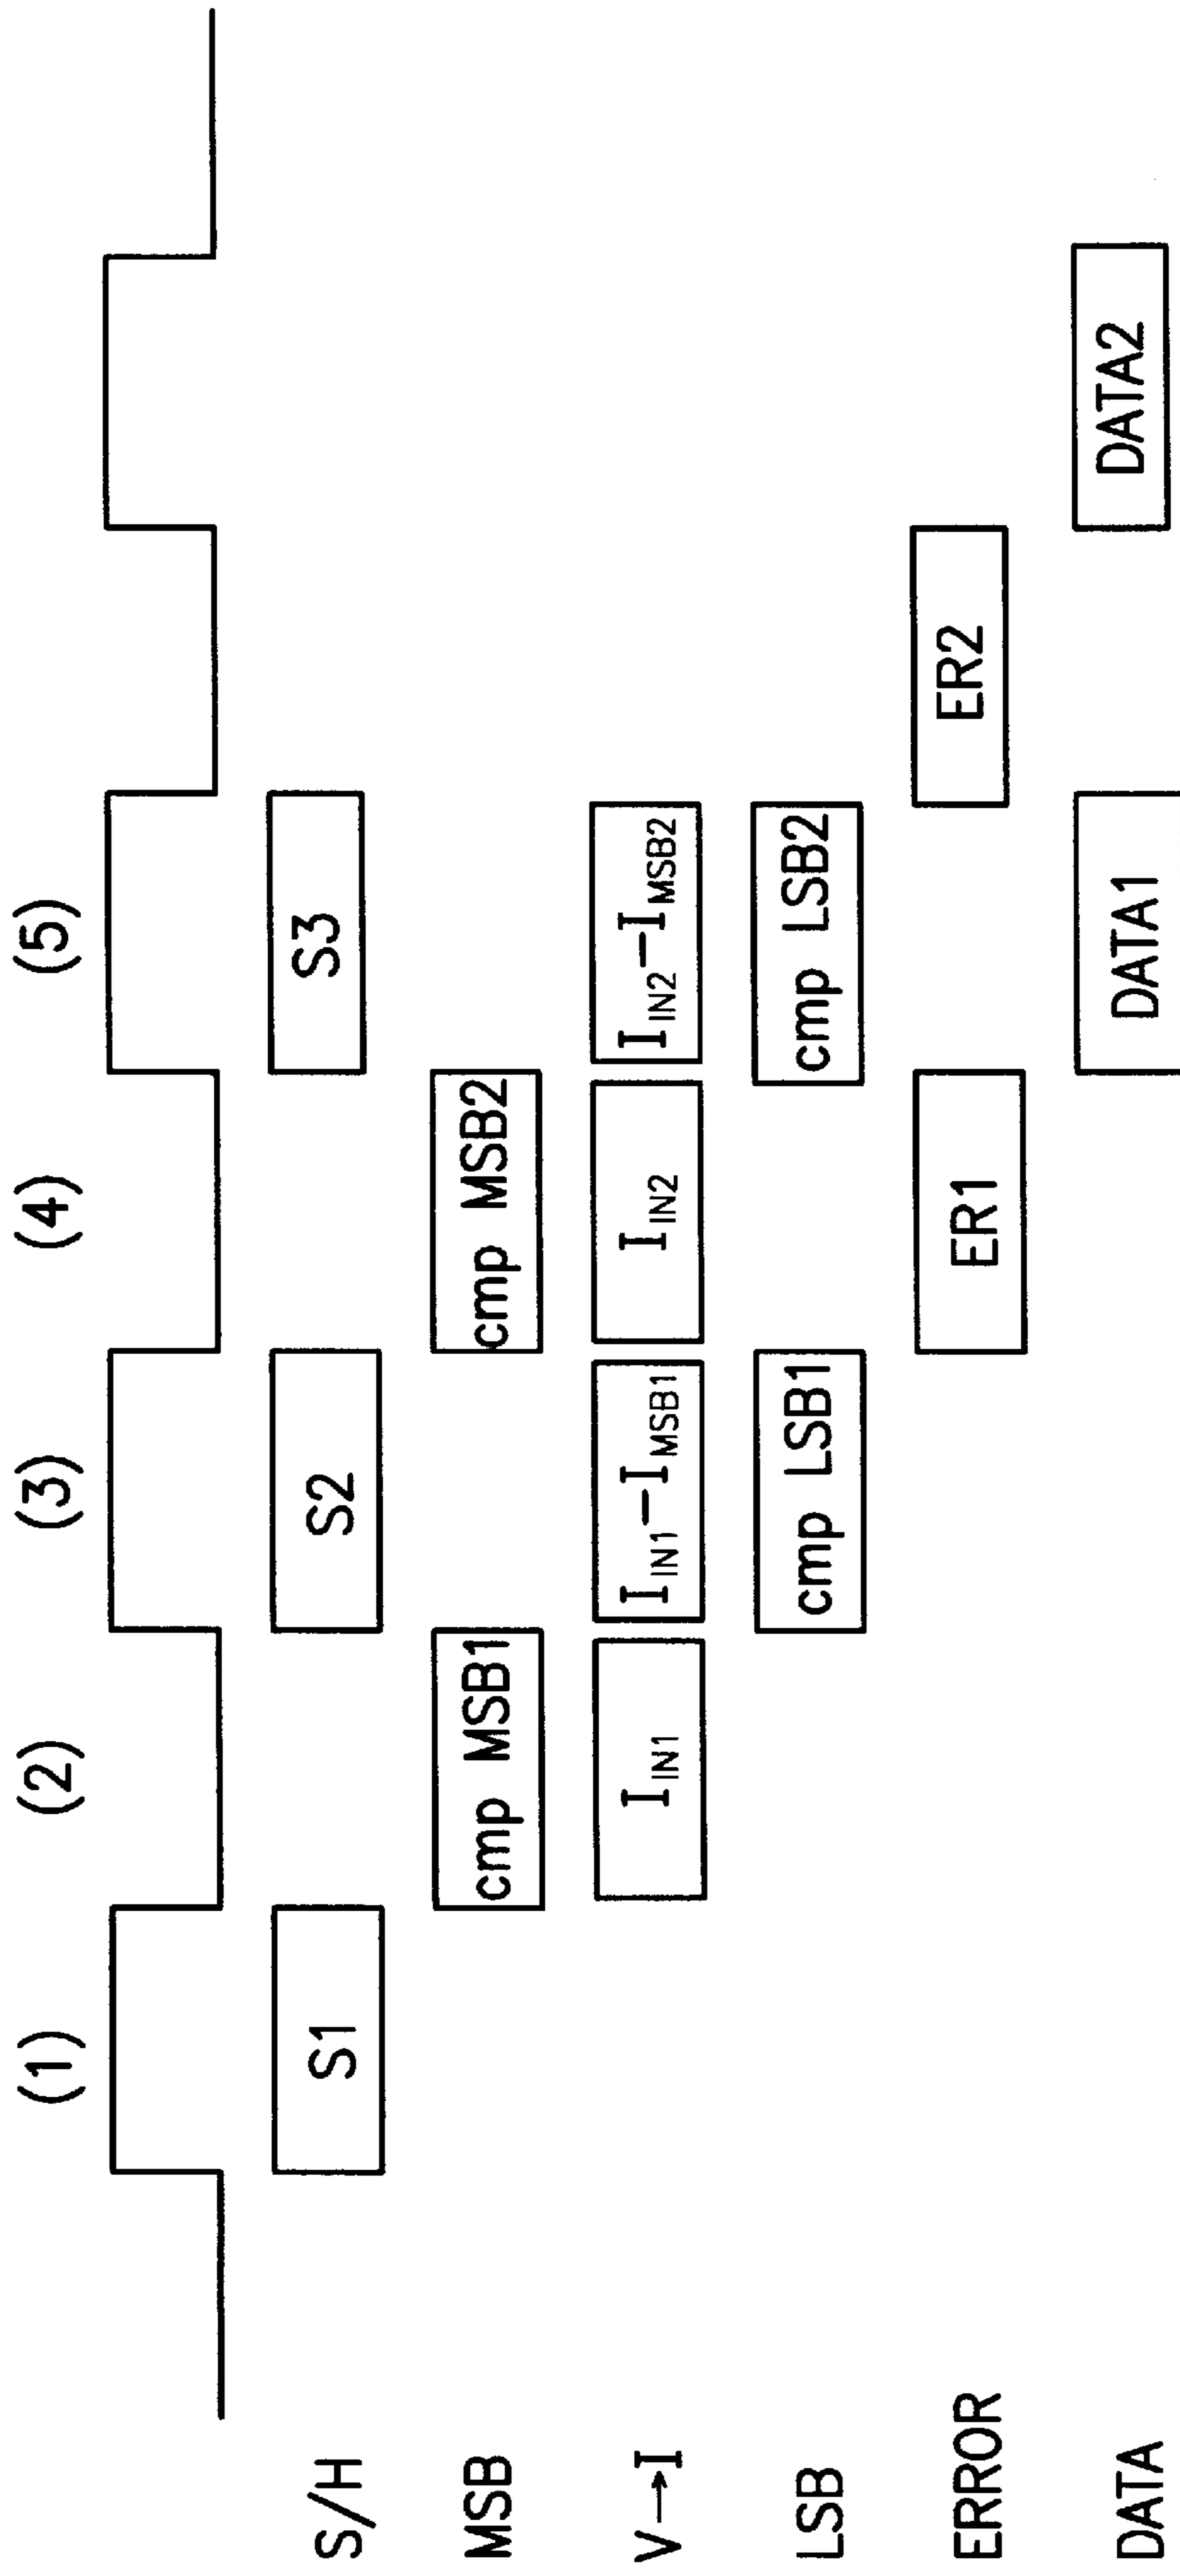 (1) (2) (3) (4) (5)
S/H S1 S2 S3
MSB cmp MSB1 cmp MSB2
V→I I_IN1 I_IN1−I_MSB1 I_IN2 I_IN2−I_MSB2
LSB cmp LSB1 cmp LSB2
ERROR ER1 ER2
DATA DATA1 DATA2